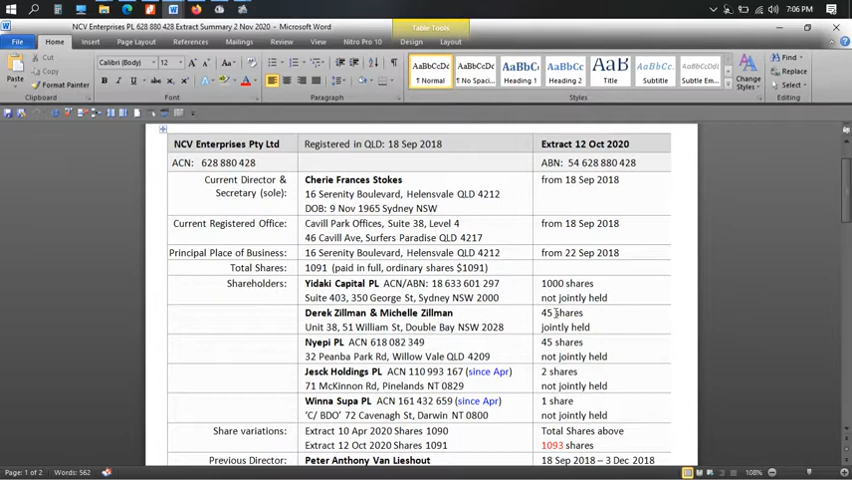 7:06 PM
NCV Enterprises PL 628 880 428 Extract Summary 2 Nov 2020 - Microsoft Word
Table Tools
File Home Insert Page Layout References Mailings Review View Nitro Pro 10 Design Layout
Paste
Cut
Copy
Format Painter
Clipboard
Calibri (Body) 12
Font
Paragraph
AaBbCcDc AaBbCcDc AaBbC AaBbCc AaB AaBbCcL AaBbCcDc
¶ Normal ¶ No Spaci... Heading 1 Heading 2 Title Subtitle Subtle Em...
Styles
Change Styles
Find
Replace
Select
Editing
NCV Enterprises Pty Ltd Registered in QLD: 18 Sep 2018 Extract 12 Oct 2020
ACN: 628 880 428 ABN: 54 628 880 428
Current Director & Cherie Frances Stokes from 18 Sep 2018
Secretary (sole): 16 Serenity Boulevard, Helensvale QLD 4212
DOB: 9 Nov 1965 Sydney NSW
Current Registered Office: Cavill Park Offices, Suite 38, Level 4 from 18 Sep 2018
46 Cavill Ave, Surfers Paradise QLD 4217
Principal Place of Business: 16 Serenity Boulevard, Helensvale QLD 4212 from 22 Sep 2018
Total Shares: 1091 (paid in full, ordinary shares $1091)
Shareholders: Yidaki Capital PL ACN/ABN: 18 633 601 297 1000 shares
Suite 403, 350 George St, Sydney NSW 2000 not jointly held
Derek Zillman & Michelle Zillman 45 shares
Unit 38, 51 William St, Double Bay NSW 2028 jointly held
Nyepi PL ACN 618 082 349 45 shares
32 Peanba Park Rd, Willow Vale QLD 4209 not jointly held
Jesck Holdings PL ACN 110 993 167 (since Apr) 2 shares
71 McKinnon Rd, Pinelands NT 0829 not jointly held
Winna Supa PL ACN 161 432 659 (since Apr) 1 share
'C/ BDO' 72 Cavenagh St, Darwin NT 0800 not jointly held
Share variations: Extract 10 Apr 2020 Shares 1090 Total Shares above
Extract 12 Oct 2020 Shares 1091 1093 shares
Previous Director: Peter Anthony Van Lieshout 18 Sep 2018 – 3 Dec 2018
Page: 1 of 2 Words: 562 108%